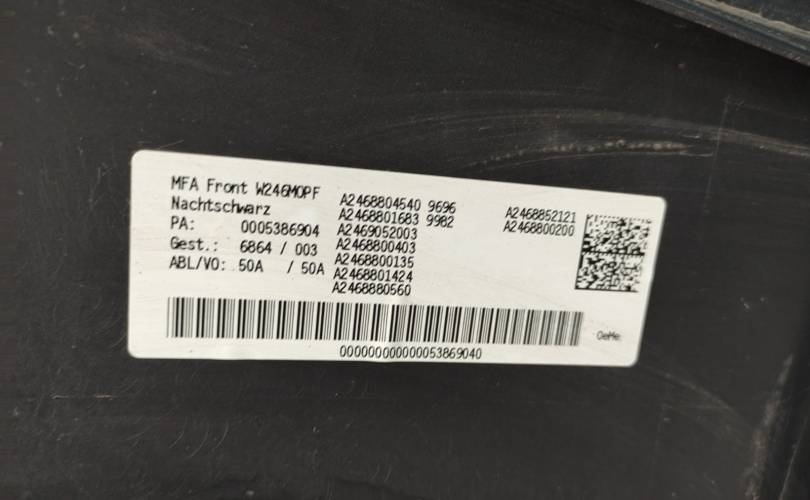 MFA Front W246MOPF
Nachtschwarz
PA: 0005386904
Gest.: 6864 / 003
ABL/VO: 50A / 50A
A2468804540 9696
A2468801683 9982
A2469052003
A2468800403
A2468800135
A2468801424
A2468880560
A2468852121
A2468800200
OeMe.
000000000000053869040